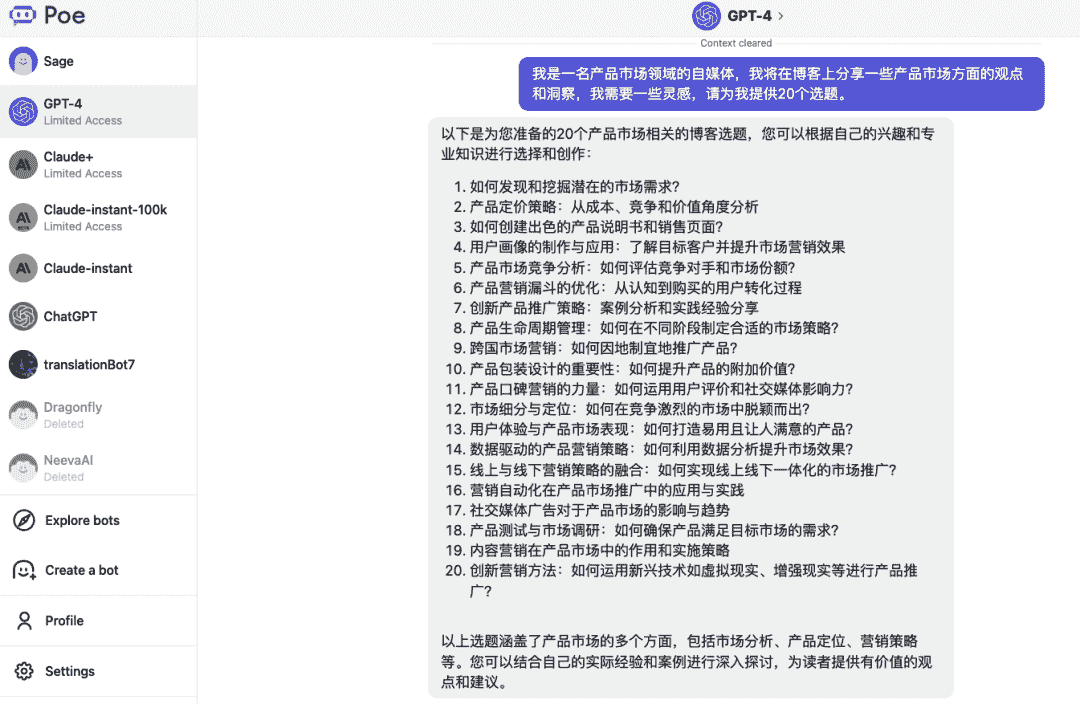 Poe
Sage
GPT-4
Limited Access
Claude+
Limited Access
Claude-instant-100k
Limited Access
Claude-instant
ChatGPT
translationBot7
Dragonfly
Deleted
NeevaAI
Deleted
Explore bots
Create a bot
Profile
Settings
GPT-4
Context cleared
我是一名产品市场领域的自媒体，我将在博客上分享一些产品市场方面的观点
和洞察，我需要一些灵感，请为我提供20个选题。
以下是为您准备的20个产品市场相关的博客选题，您可以根据自己的兴趣和专
业知识进行选择和创作：
1. 如何发现和挖掘潜在的市场需求？
2. 产品定价策略：从成本、竞争和价值角度分析
3. 如何创建出色的产品说明书和销售页面？
4. 用户画像的制作与应用：了解目标客户并提升市场营销效果
5. 产品市场竞争分析：如何评估竞争对手和市场份额？
6. 产品营销漏斗的优化：从认知到购买的用户转化过程
7. 创新产品推广策略：案例分析和实践经验分享
8. 产品生命周期管理：如何在不同阶段制定合适的市场策略？
9. 跨国市场营销：如何因地制宜地推广产品？
10. 产品包装设计的重要性：如何提升产品的附加价值？
11. 产品口碑营销的力量：如何运用用户评价和社交媒体影响力？
12. 市场细分与定位：如何在竞争激烈的市场中脱颖而出？
13. 用户体验与产品市场表现：如何打造易用且让人满意的产品？
14. 数据驱动的产品营销策略：如何利用数据分析提升市场效果？
15. 线上与线下营销策略的融合：如何实现线上线下一体化的市场推广？
16. 营销自动化在产品市场推广中的应用与实践
17. 社交媒体广告对于产品市场的影响与趋势
18. 产品测试与市场调研：如何确保产品满足目标市场的需求？
19. 内容营销在产品市场中的作用和实施策略
20. 创新营销方法：如何运用新兴技术如虚拟现实、增强现实等进行产品推
广？
以上选题涵盖了产品市场的多个方面，包括市场分析、产品定位、营销策略
等。您可以结合自己的实际经验和案例进行深入探讨，为读者提供有价值的观
点和建议。